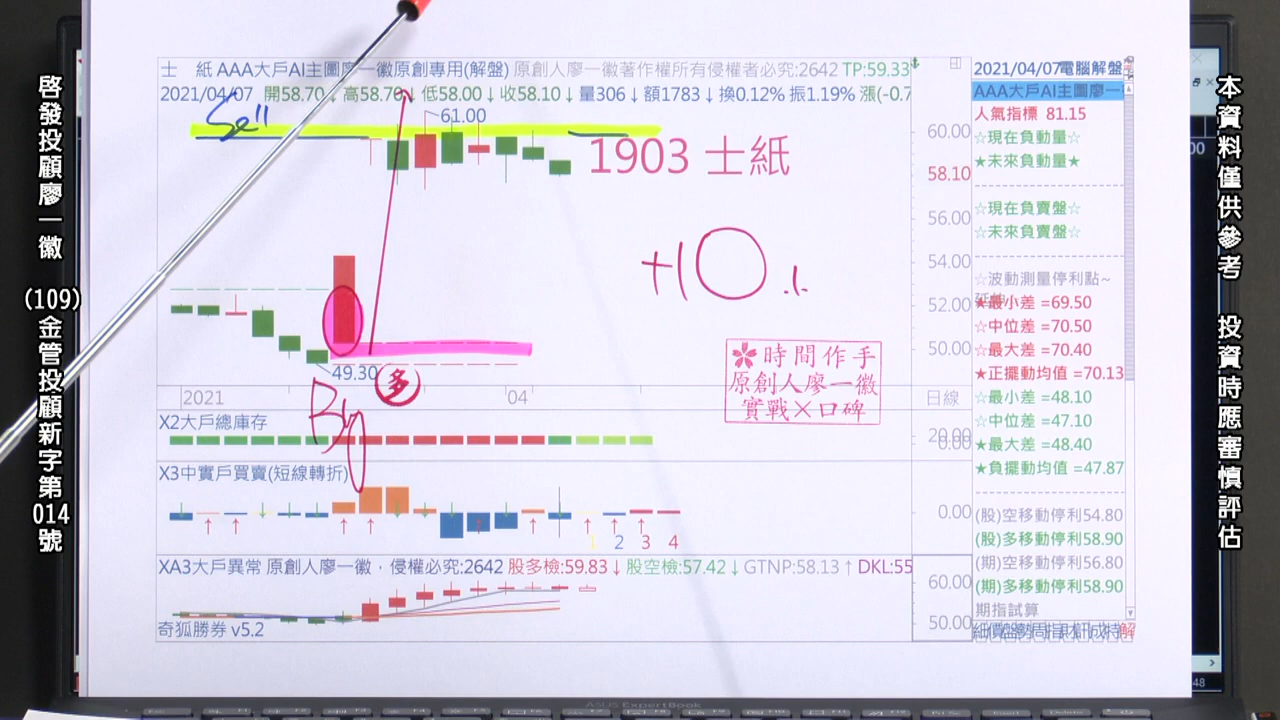 啓發投顧廖一徽 (109)金管投顧新字第014號
士 紙 AAA大戶AI主圖廖一徽原創專用(解盤) 原創人廖一徽著作權所有侵權者必究:2642 TP:59.33
2021/04/07 開58.70↓ 高58.70↓ 低58.00↓ 收58.10↓ 量306↓ 額1783↓ 換0.12% 振1.19% 漲(-0.7
Sell
61.00
1903 士紙
+10.
49.30
多
時間作手
原創人廖一徽
實戰×口碑
60.00
58.10
56.00
54.00
52.00
50.00
2021
04
日線
X2大戶總庫存
20.00
0.00
X3中實戶買賣(短線轉折)
0.00
1 2 3 4
XA3大戶異常 原創人廖一徽,侵權必究:2642 股多檢:59.83↓ 股空檢:57.42↓ GTNP:58.13↑ DKL:55
60.00
50.00
奇狐勝券 v5.2
2021/04/07電腦解盤
AAA大戶AI主圖廖一
人氣指標 81.15
☆現在負動量☆
★未來負動量★
☆現在負賣盤☆
☆未來負賣盤☆
☆波動測量停利點~
★最小差 =69.50
☆中位差 =70.50
☆最大差 =70.40
★正擺動均值 =70.13
☆最小差 =48.10
☆中位差 =47.10
★最大差 =48.40
★負擺動均值 =47.87
(股)空移動停利54.80
(股)多移動停利58.90
(期)空移動停利56.80
(期)多移動停利58.90
期指試算
本資料僅供參考 投資時應審慎評估
00
48
ASUS ExpertBook